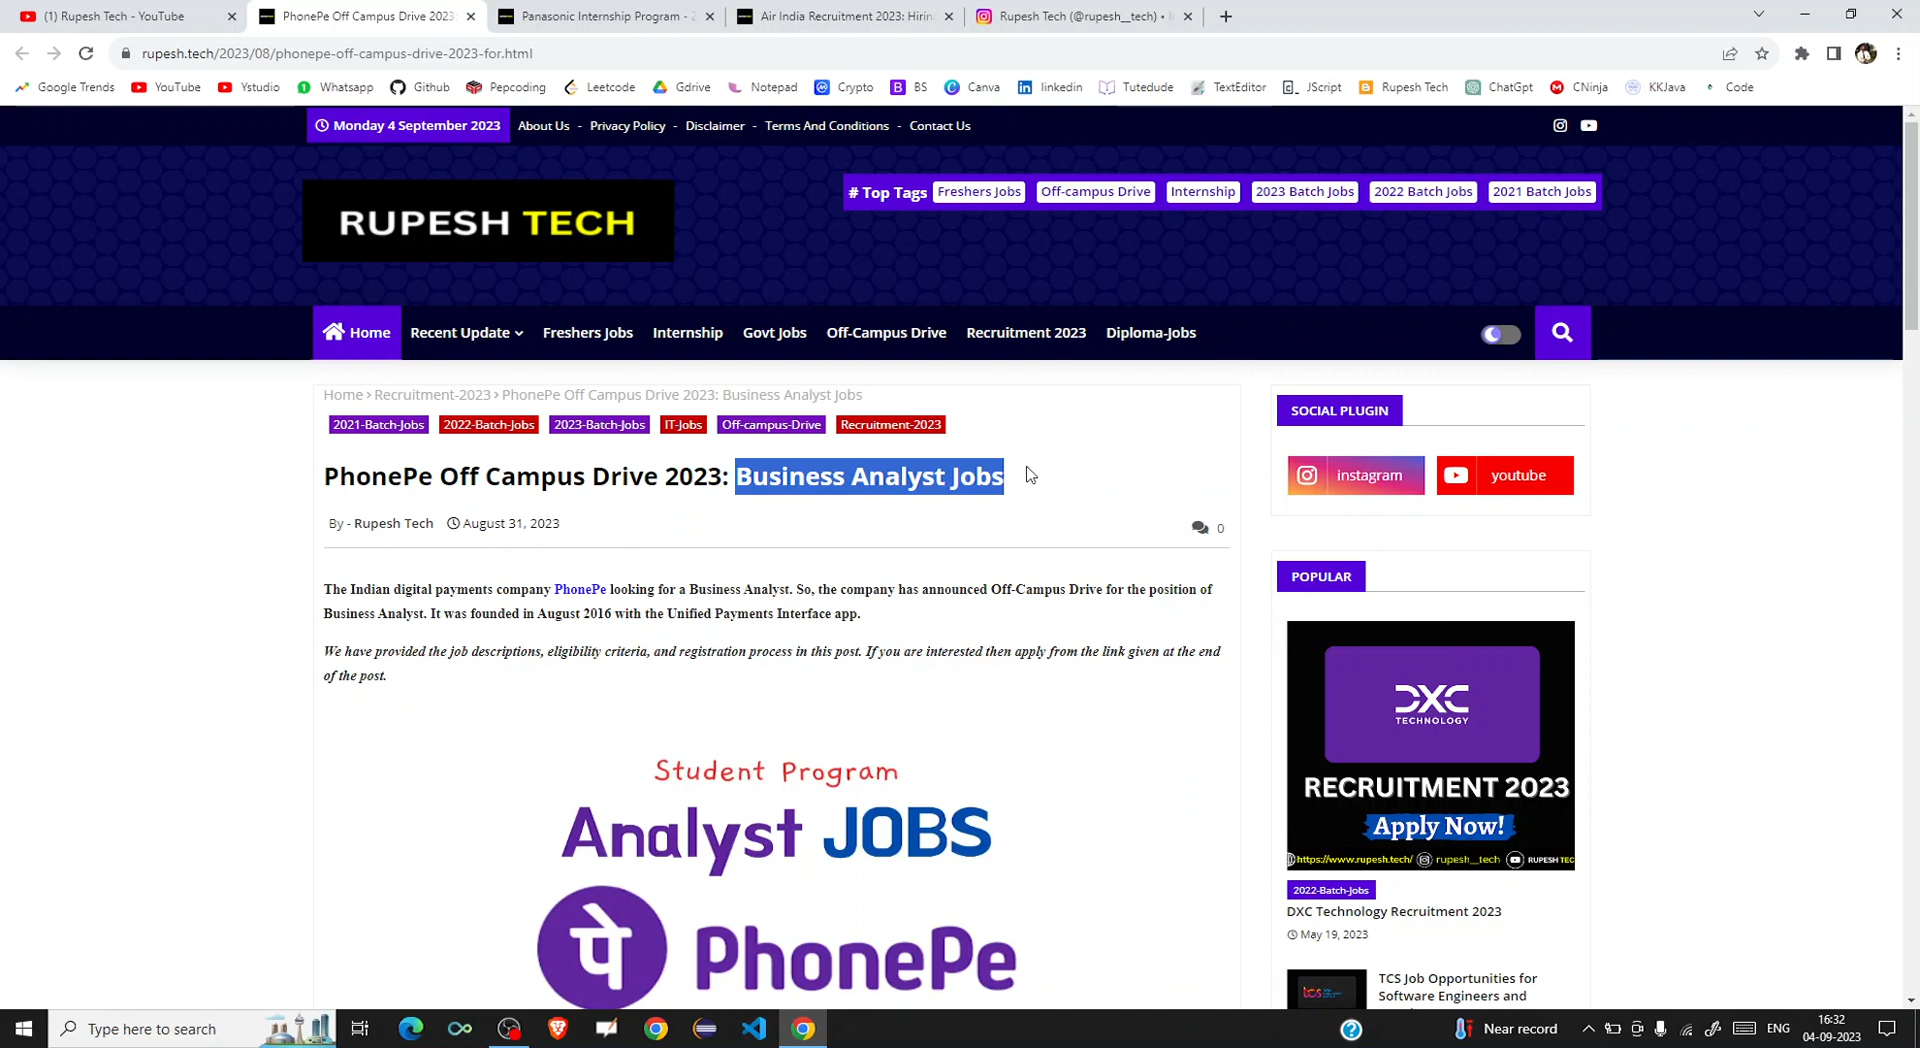 (1) Rupesh Tech - YouTube
PhonePe Off Campus Drive 2023:
Panasonic Internship Program - 2
Air India Recruitment 2023: Hirin
Rupesh Tech (@rupesh__tech) •
rupesh.tech/2023/08/phonepe-off-campus-drive-2023-for.html
Google Trends YouTube Ystudio Whatsapp Github Pepcoding Leetcode Gdrive Notepad Crypto BS Canva linkedin Tutedude TextEditor JScript Rupesh Tech ChatGpt CNinja KKJava Code
Monday 4 September 2023 About Us - Privacy Policy - Disclaimer - Terms And Conditions - Contact Us
RUPESH TECH
# Top Tags Freshers Jobs Off-campus Drive Internship 2023 Batch Jobs 2022 Batch Jobs 2021 Batch Jobs
Home Recent Update Freshers Jobs Internship Govt Jobs Off-Campus Drive Recruitment 2023 Diploma-Jobs
Home › Recruitment-2023 › PhonePe Off Campus Drive 2023: Business Analyst Jobs
2021-Batch-Jobs 2022-Batch-Jobs 2023-Batch-Jobs IT-Jobs Off-campus-Drive Recruitment-2023
PhonePe Off Campus Drive 2023: Business Analyst Jobs
By - Rupesh Tech August 31, 2023
0
The Indian digital payments company PhonePe looking for a Business Analyst. So, the company has announced Off-Campus Drive for the position of
Business Analyst. It was founded in August 2016 with the Unified Payments Interface app.
We have provided the job descriptions, eligibility criteria, and registration process in this post. If you are interested then apply from the link given at the end
of the post.
Student Program
Analyst JOBS
पे PhonePe
SOCIAL PLUGIN
instagram youtube
POPULAR
DXC
TECHNOLOGY
RECRUITMENT 2023
Apply Now!
https://www.rupesh.tech/ rupesh__tech RUPESH TEC
2022-Batch-Jobs
DXC Technology Recruitment 2023
May 19, 2023
tcs
TCS Job Opportunities for
Software Engineers and
Type here to search
Near record
ENG
16:32
04-09-2023